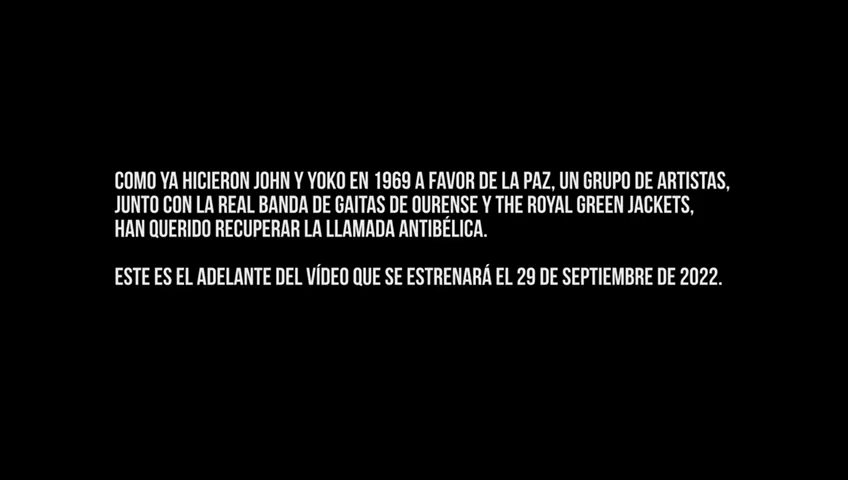 COMO YA HICIERON JOHN Y YOKO EN 1969 A FAVOR DE LA PAZ, UN GRUPO DE ARTISTAS,
JUNTO CON LA REAL BANDA DE GAITAS DE OURENSE Y THE ROYAL GREEN JACKETS,
HAN QUERIDO RECUPERAR LA LLAMADA ANTIBÉLICA.
ESTE ES EL ADELANTE DEL VÍDEO QUE SE ESTRENARÁ EL 29 DE SEPTIEMBRE DE 2022.